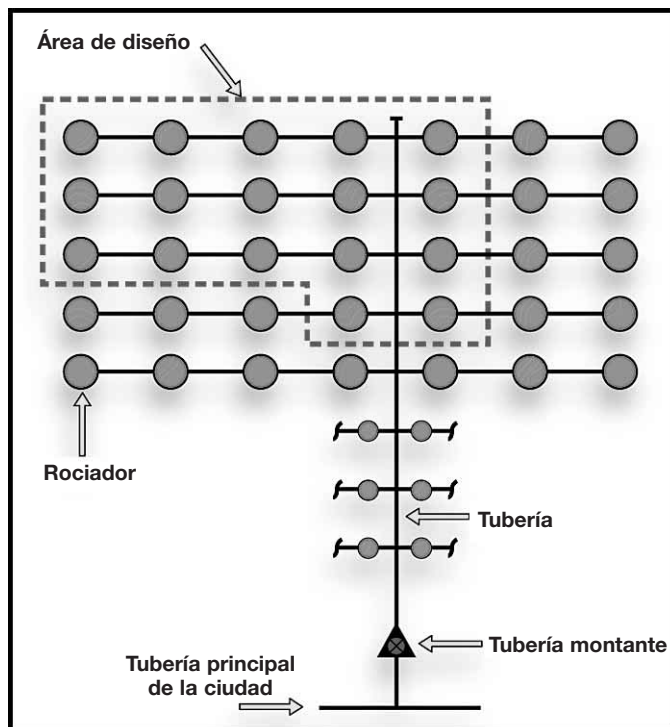 Área de diseño
Rociador
Tubería
Tubería montante
Tubería principal
de la ciudad